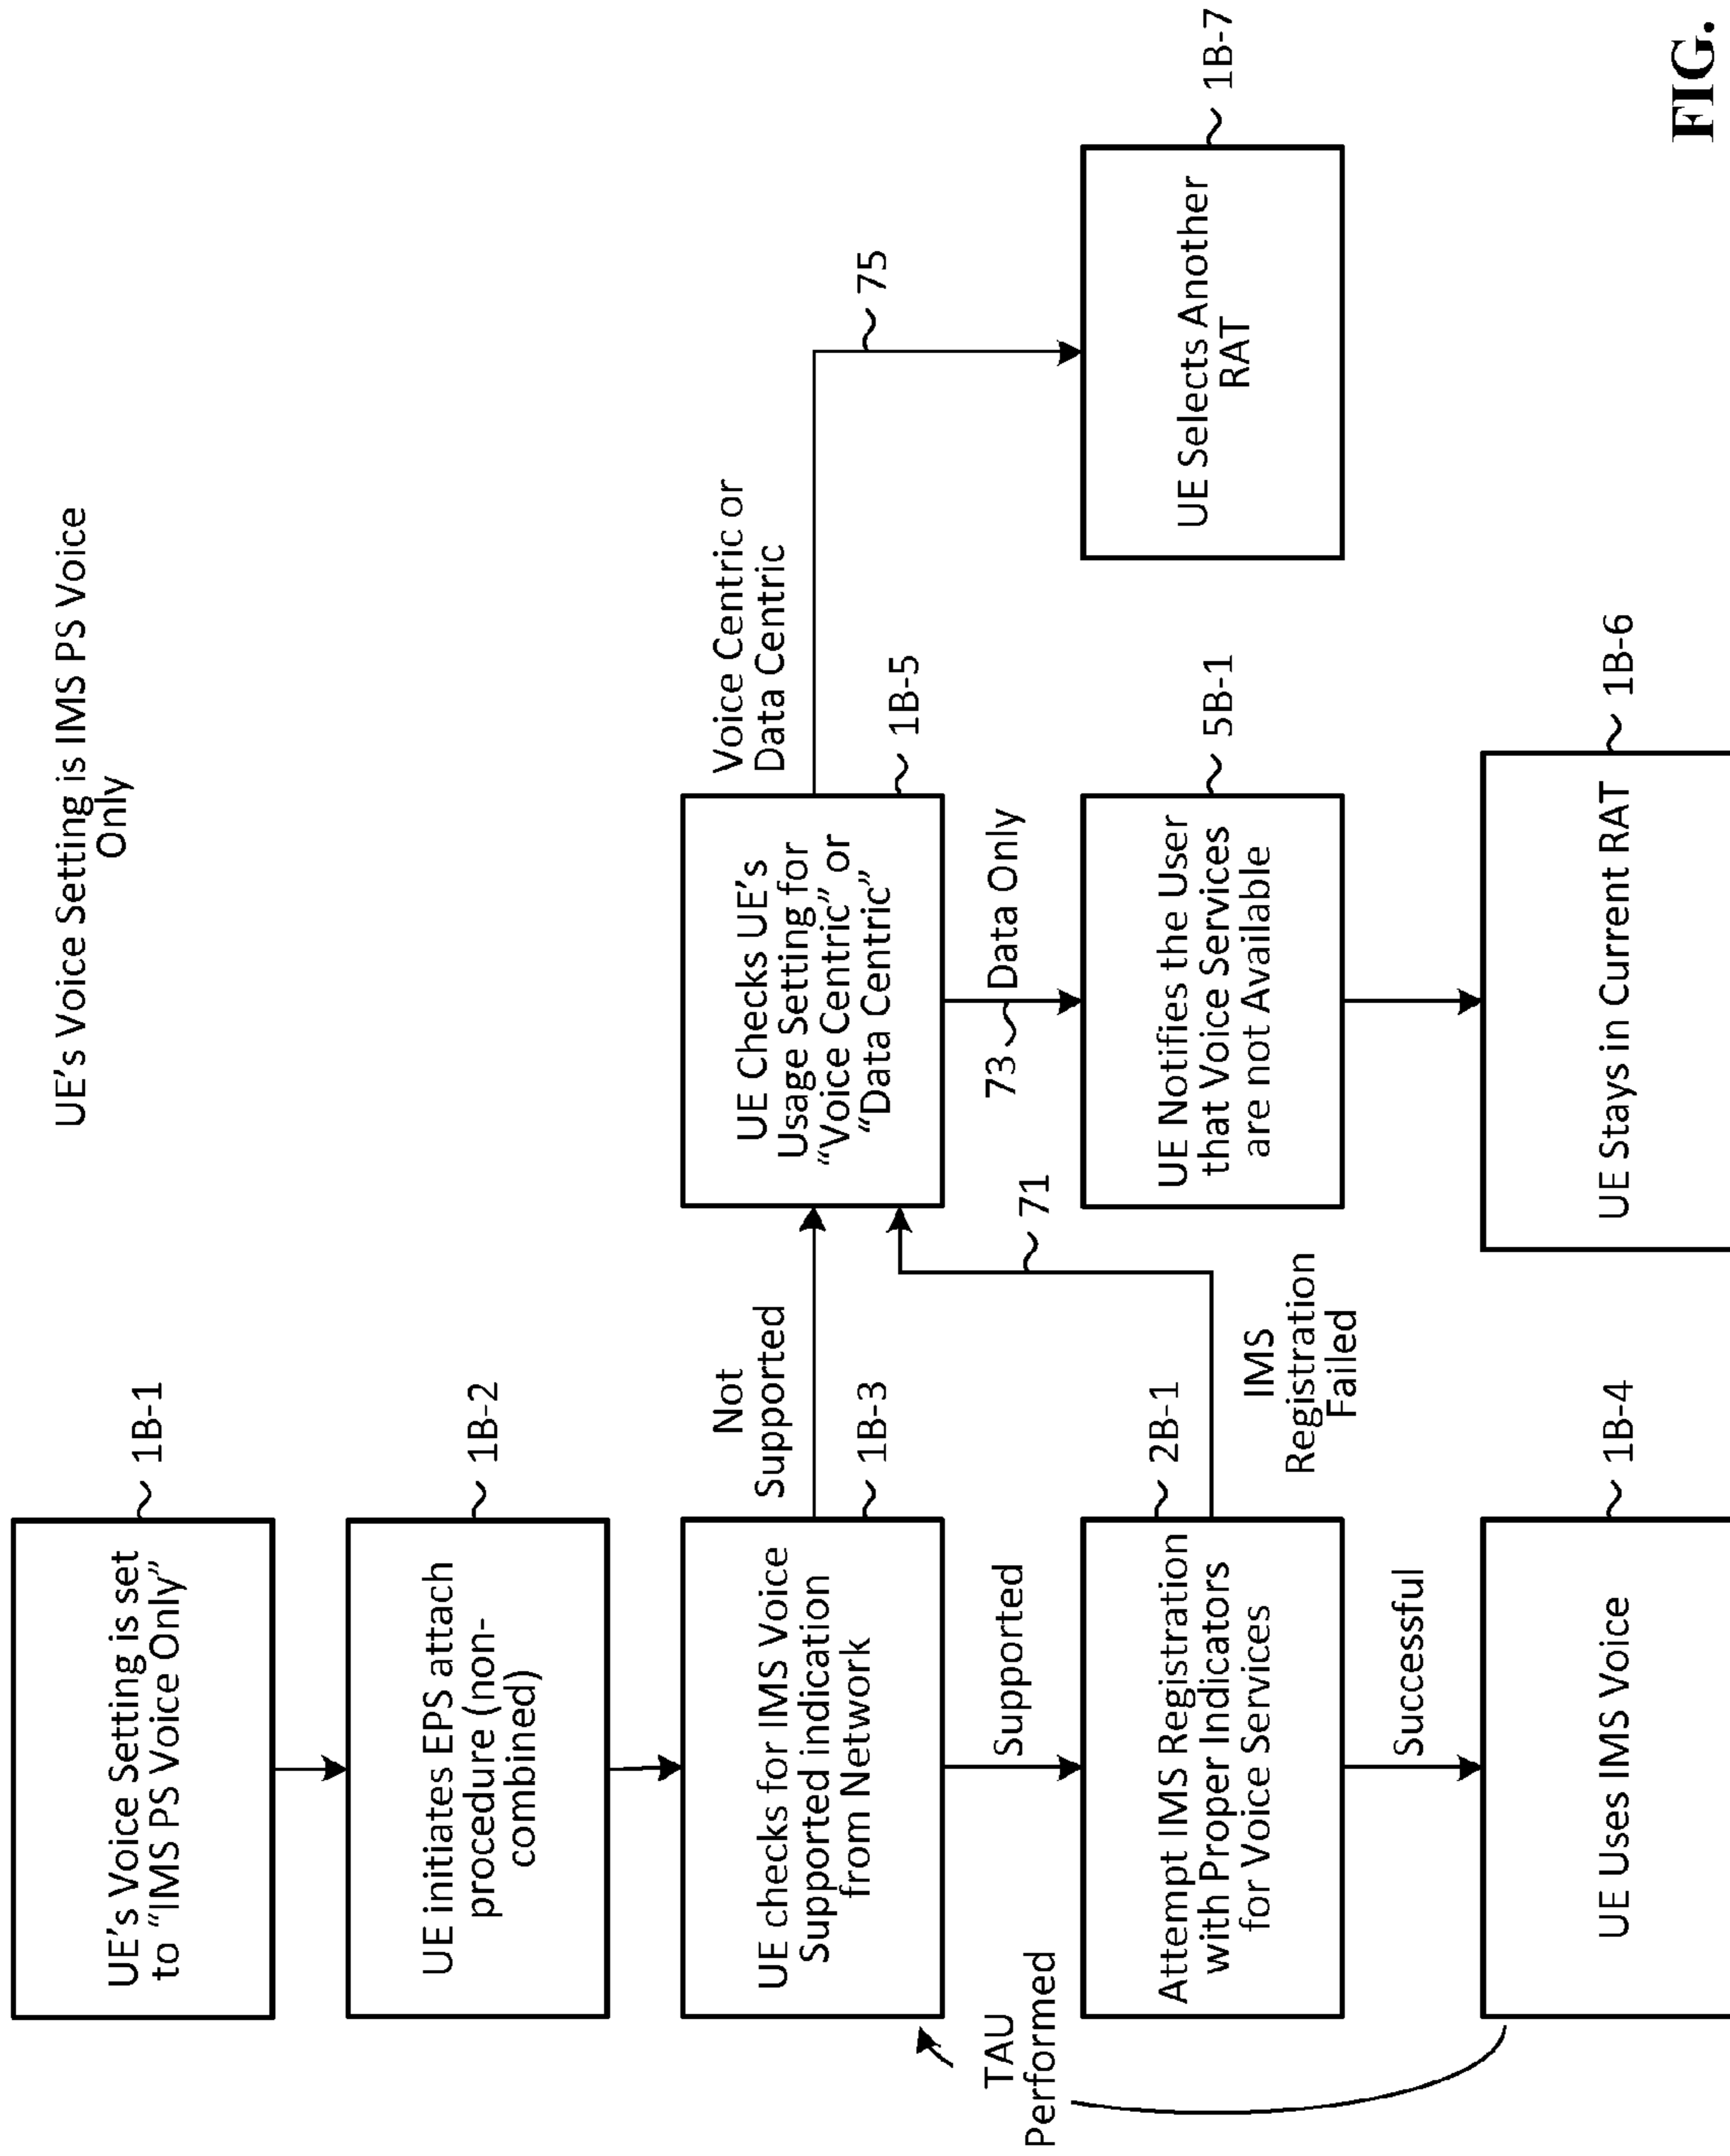 UE's Voice Setting is IMS PS Voice
Only
UE's Voice Setting is set
to “IMS PS Voice Only”
1B-1
UE initiates EPS attach
procedure (non-
combined)
1B-2
UE checks for IMS Voice
Supported indication
from Network
1B-3
Not
Supported
UE Checks UE's
Usage Setting for
“Voice Centric” or
“Data Centric”
1B-5
Voice Centric or
Data Centric
75
Supported
71
73
Data Only
TAU
Performed
Attempt IMS Registration
with Proper Indicators
for Voice Services
2B-1
IMS
Registration
Failed
UE Notifies the User
that Voice Services
are not Available
5B-1
UE Selects Another
RAT
1B-7
Successful
UE Uses IMS Voice
1B-4
UE Stays in Current RAT
1B-6
FIG.